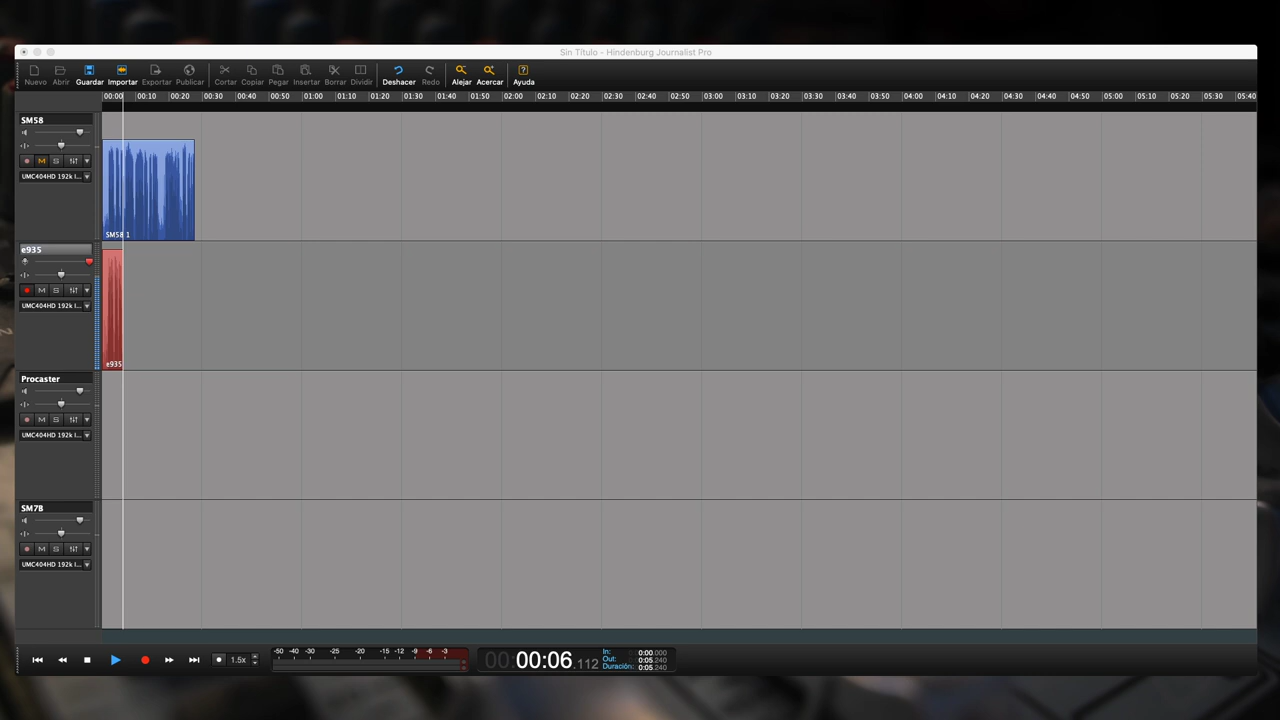 Sin Título - Hindenburg Journalist Pro
Nuevo Abrir Guardar Importar Exportar Publicar Cortar Copiar Pegar Insertar Borrar Dividir Deshacer Redo Alejar Acercar Ayuda
00:00 00:10 00:20 00:30 00:40 00:50 01:00 01:10 01:20 01:30 01:40 01:50 02:00 02:10 02:20 02:30 02:40 02:50 03:00 03:10 03:20 03:30 03:40 03:50 04:00 04:10 04:20 04:30 04:40 04:50 05:00 05:10 05:20 05:30 05:40
SM58
M S
UMC404HD 192k I...
SM58 1
e935
M S
UMC404HD 192k I...
e935
Procaster
M S
UMC404HD 192k I...
SM7B
M S
UMC404HD 192k I...
1.5x
-50 -40 -30 -25 -20 -15 -12 -9 -6 -3
00:00:06.112
In: 0:00.000
Out: 0:05.240
Duración: 0:05.240